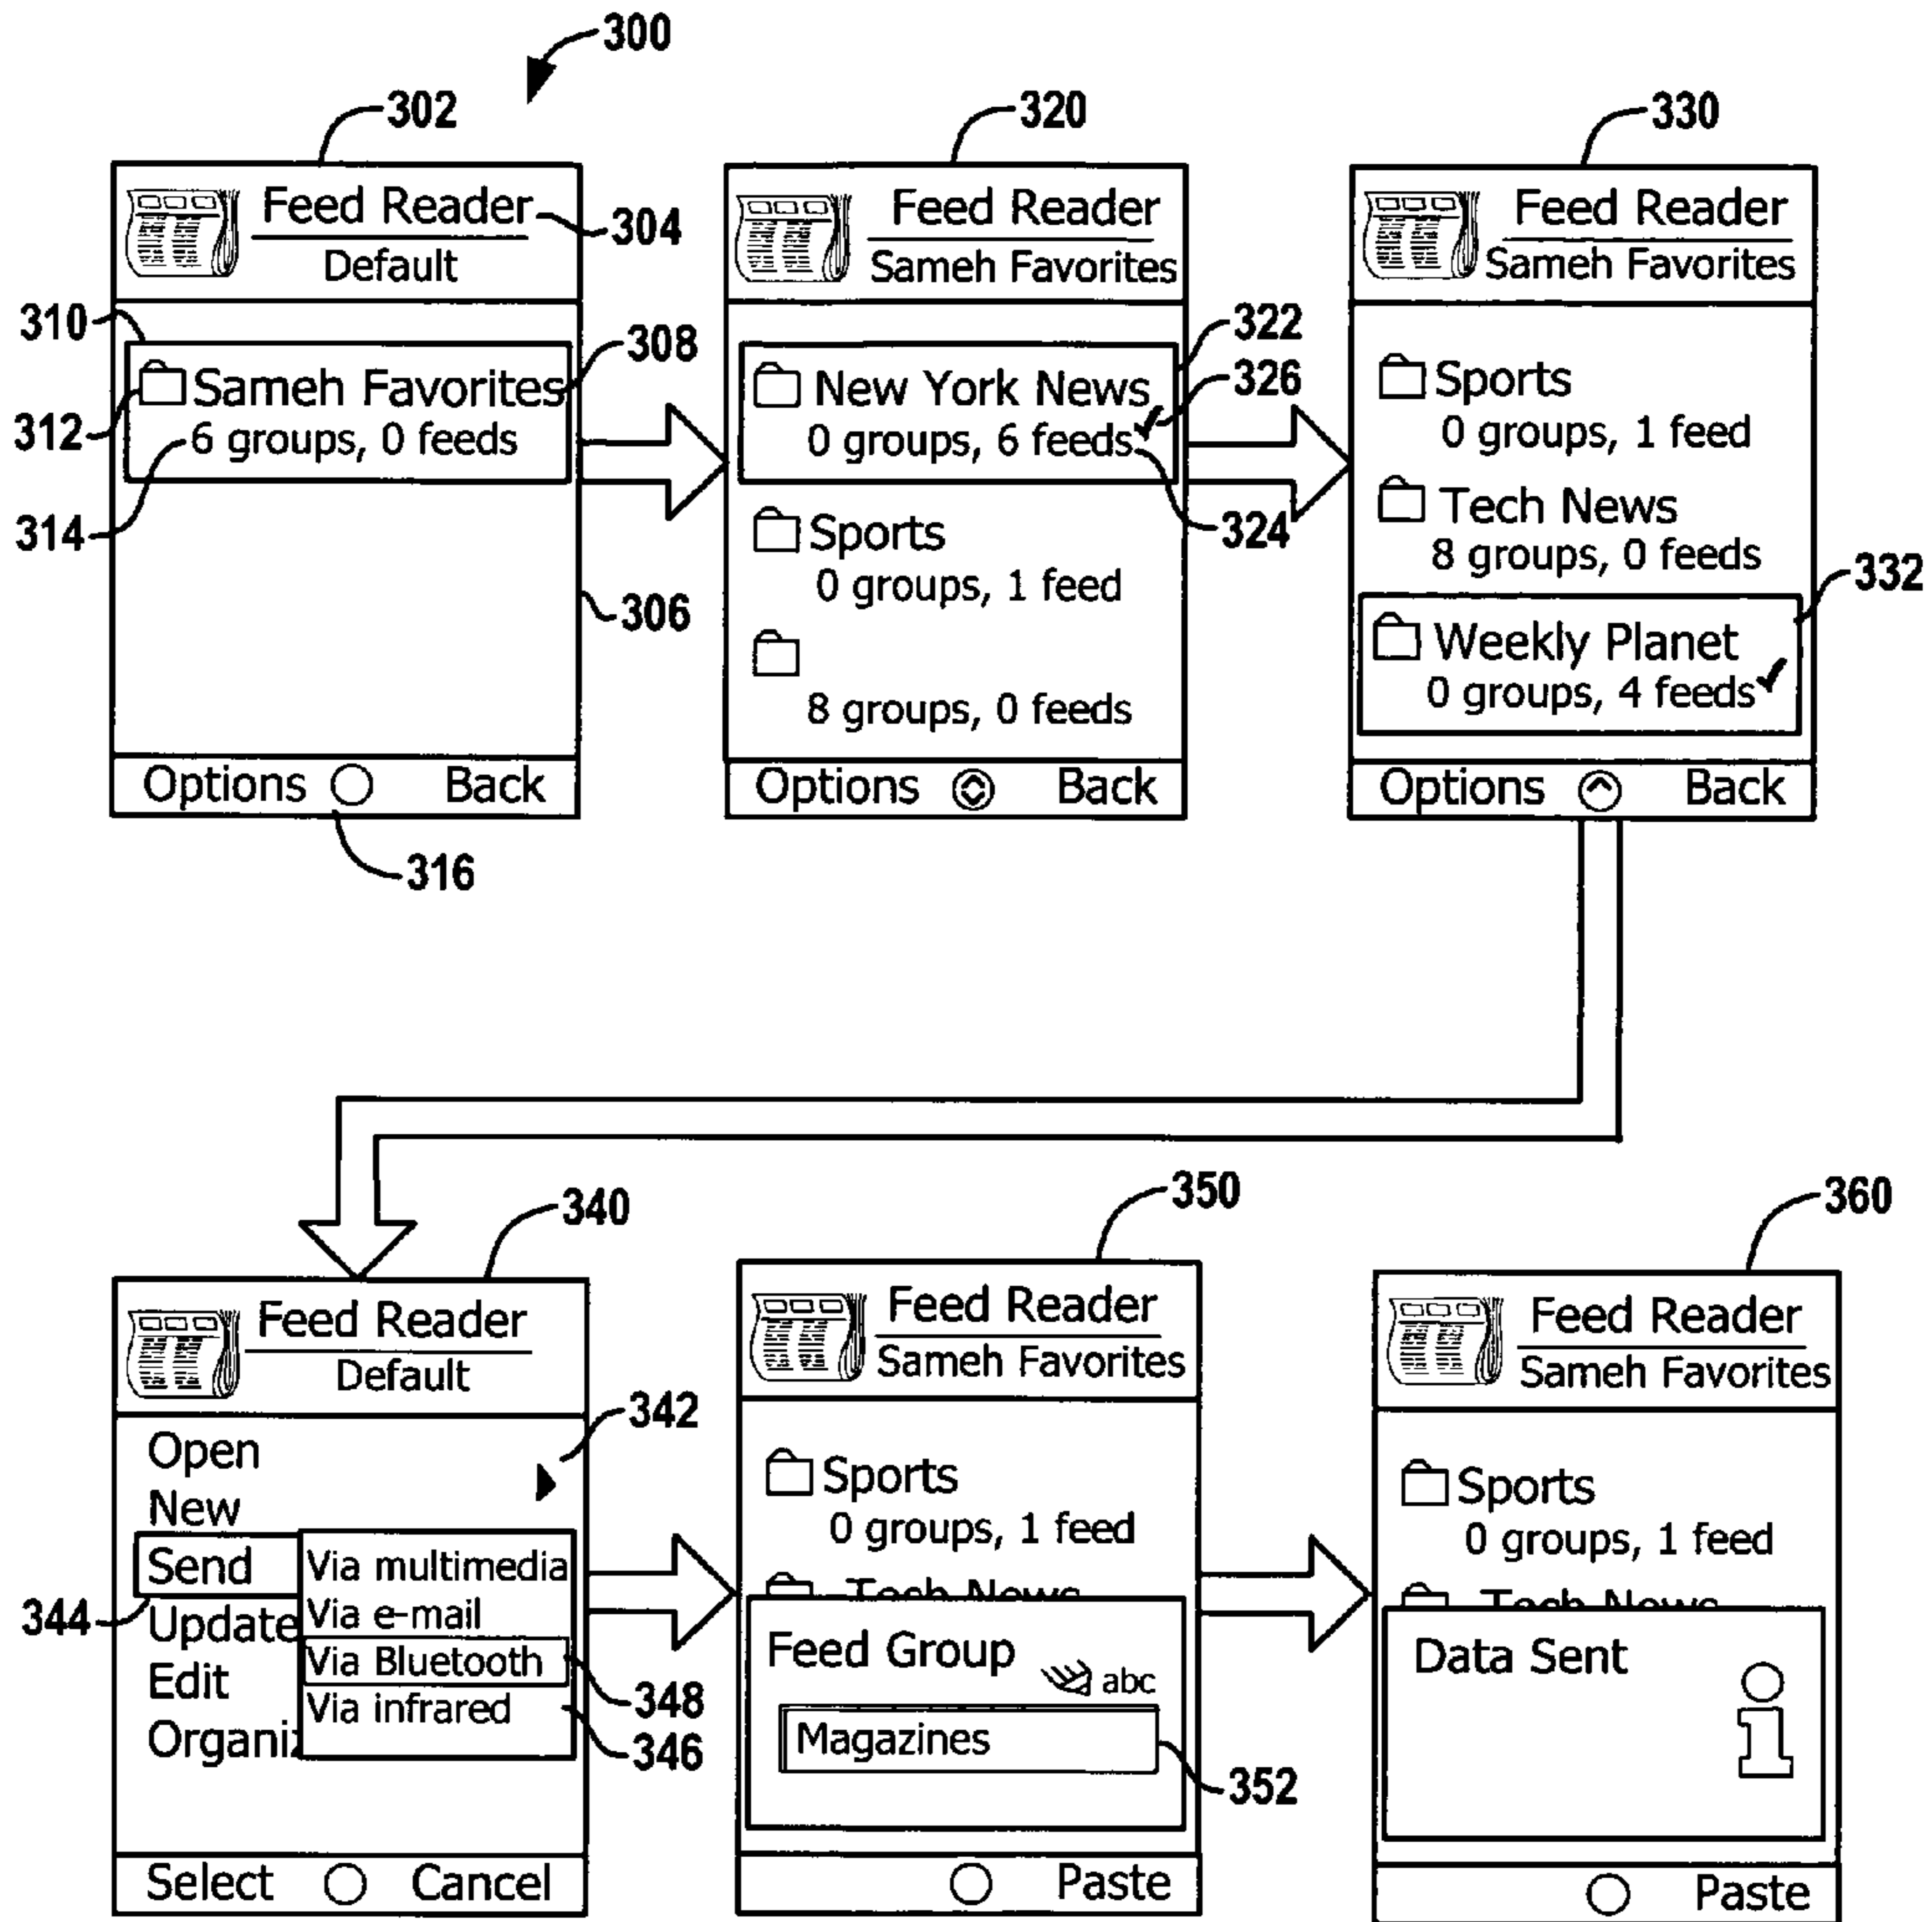 300
302
Feed Reader
304
Default
310
308
Sameh Favorites
312
6 groups, 0 feeds
314
306
Options
Back
316
320
Feed Reader
Sameh Favorites
322
New York News
326
0 groups, 6 feeds
324
Sports
0 groups, 1 feed
8 groups, 0 feeds
Options
Back
330
Feed Reader
Sameh Favorites
Sports
0 groups, 1 feed
Tech News
8 groups, 0 feeds
332
Weekly Planet
0 groups, 4 feeds
Options
Back
340
Feed Reader
Default
342
Open
New
Send
344
Update
Edit
Organiz
Via multimedia
Via e-mail
Via Bluetooth
348
Via infrared
346
Select
Cancel
350
Feed Reader
Sameh Favorites
Sports
0 groups, 1 feed
Tech News
Feed Group
abc
Magazines
352
Paste
360
Feed Reader
Sameh Favorites
Sports
0 groups, 1 feed
Tech News
Data Sent
i
Paste